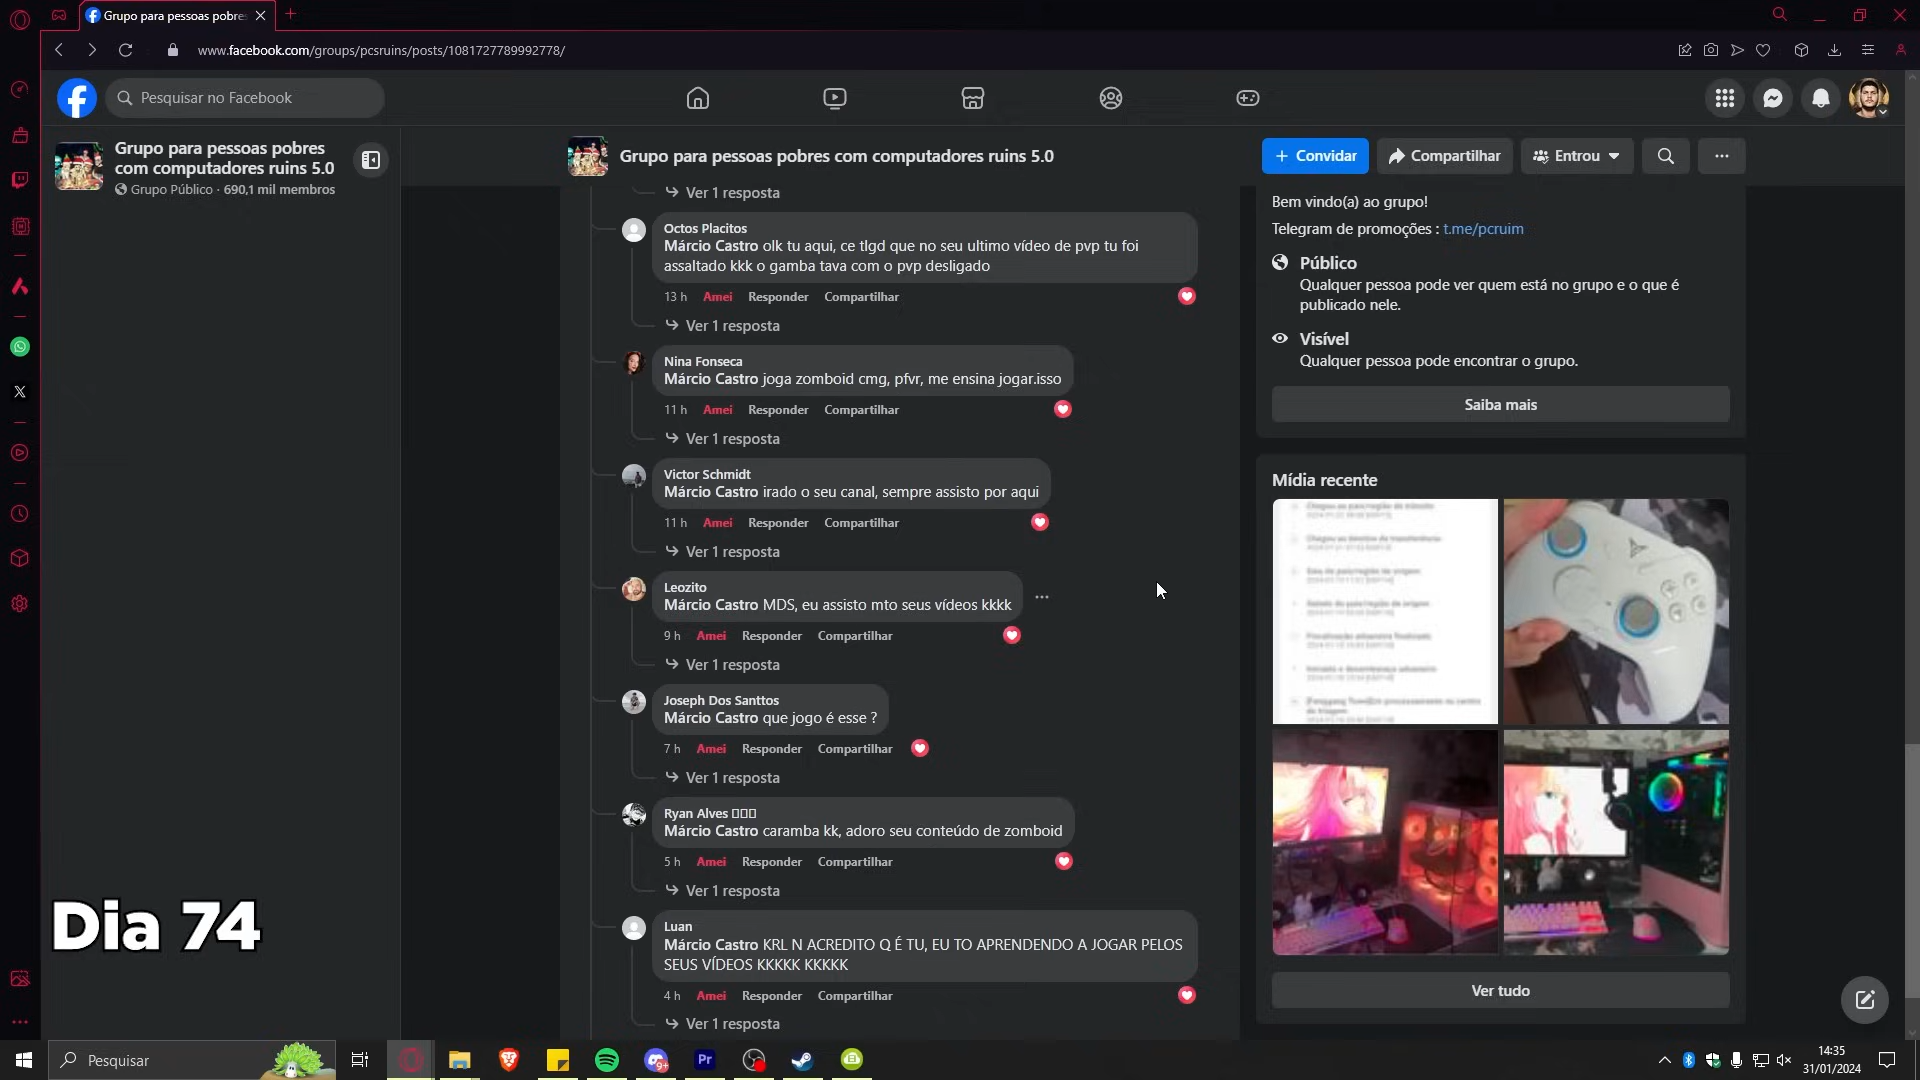 Grupo para pessoas pobres
www.facebook.com/groups/pcsruins/posts/1081727789992778/
Pesquisar no Facebook
Grupo para pessoas pobres
com computadores ruins 5.0
Grupo Público · 690,1 mil membros
Grupo para pessoas pobres com computadores ruins 5.0
+ Convidar
Compartilhar
Entrou
Ver 1 resposta
Octos Placitos
Márcio Castro olk tu aqui, ce tlgd que no seu ultimo vídeo de pvp tu foi
assaltado kkk o gamba tava com o pvp desligado
13 h Amei Responder Compartilhar
Ver 1 resposta
Nina Fonseca
Márcio Castro joga zomboid cmg, pfvr, me ensina jogar.isso
11 h Amei Responder Compartilhar
Ver 1 resposta
Victor Schmidt
Márcio Castro irado o seu canal, sempre assisto por aqui
11 h Amei Responder Compartilhar
Ver 1 resposta
Leozito
Márcio Castro MDS, eu assisto mto seus vídeos kkkk
9 h Amei Responder Compartilhar
Ver 1 resposta
Joseph Dos Santtos
Márcio Castro que jogo é esse ?
7 h Amei Responder Compartilhar
Ver 1 resposta
Ryan Alves
Márcio Castro caramba kk, adoro seu conteúdo de zomboid
5 h Amei Responder Compartilhar
Ver 1 resposta
Luan
Márcio Castro KRL N ACREDITO Q É TU, EU TO APRENDENDO A JOGAR PELOS
SEUS VÍDEOS KKKKK KKKKK
4 h Amei Responder Compartilhar
Ver 1 resposta
Bem vindo(a) ao grupo!
Telegram de promoções : t.me/pcruim
Público
Qualquer pessoa pode ver quem está no grupo e o que é
publicado nele.
Visível
Qualquer pessoa pode encontrar o grupo.
Saiba mais
Mídia recente
Ver tudo
Dia 74
Pesquisar
9+
Pr
14:35
31/01/2024